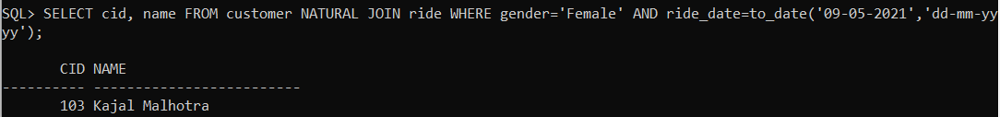 SQL> SELECT cid, name FROM customer NATURAL JOIN ride WHERE gender='Female' AND ride_date=to_date('09-05-2021','dd-mm-yy
yy');
CID NAME
---------- -------------------------
103 Kajal Malhotra